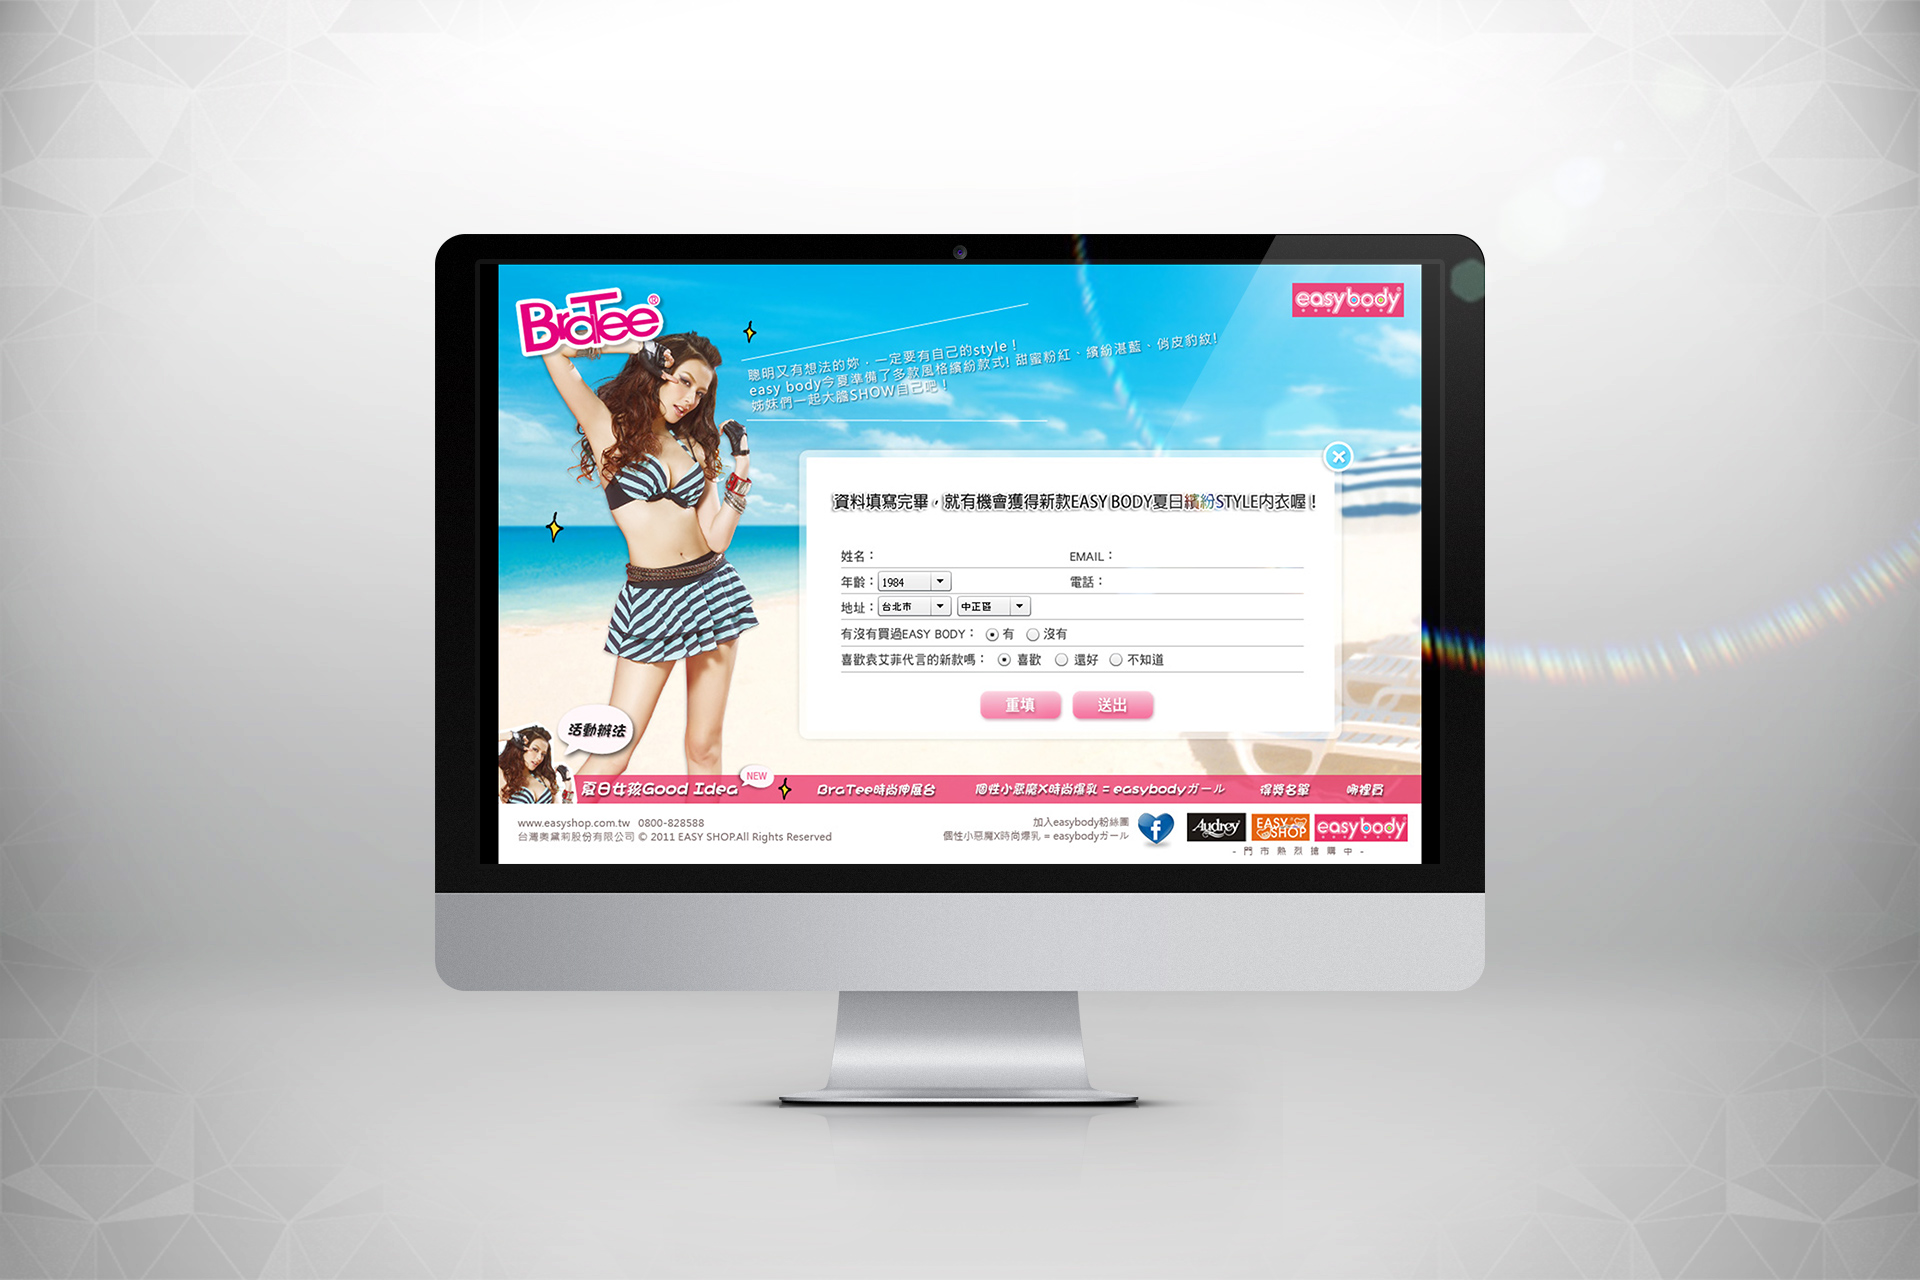 BraTee®
easybody®
聰明又有想法的妳，一定要有自己的style！
easy body今夏準備了多款風格繽紛款式! 甜蜜粉紅、繽紛湛藍、俏皮豹紋!
姊妹們一起大膽SHOW自己吧！
資料填寫完畢，就有機會獲得新款EASY BODY夏日繽紛STYLE内衣喔！
姓名：
EMAIL：
年齡： 1984
電話：
地址： 台北市 中正區
有沒有買過EASY BODY： 有 沒有
喜歡袁艾菲代言的新款嗎： 喜歡 還好 不知道
重填 送出
活動辦法
NEW
夏日女孩Good Idea
BraTee時尚伸展台
個性小惡魔X時尚爆乳 = easybodyガール
得獎名單
哪裡買
www.easyshop.com.tw 0800-828588
台灣奧黛莉股份有限公司 © 2011 EASY SHOP.All Rights Reserved
加入easybody粉絲團
個性小惡魔X時尚爆乳 = easybodyガール
f
Audrey
EASY SHOP
easybody®
- 門 市 熱 烈 搶 購 中 -